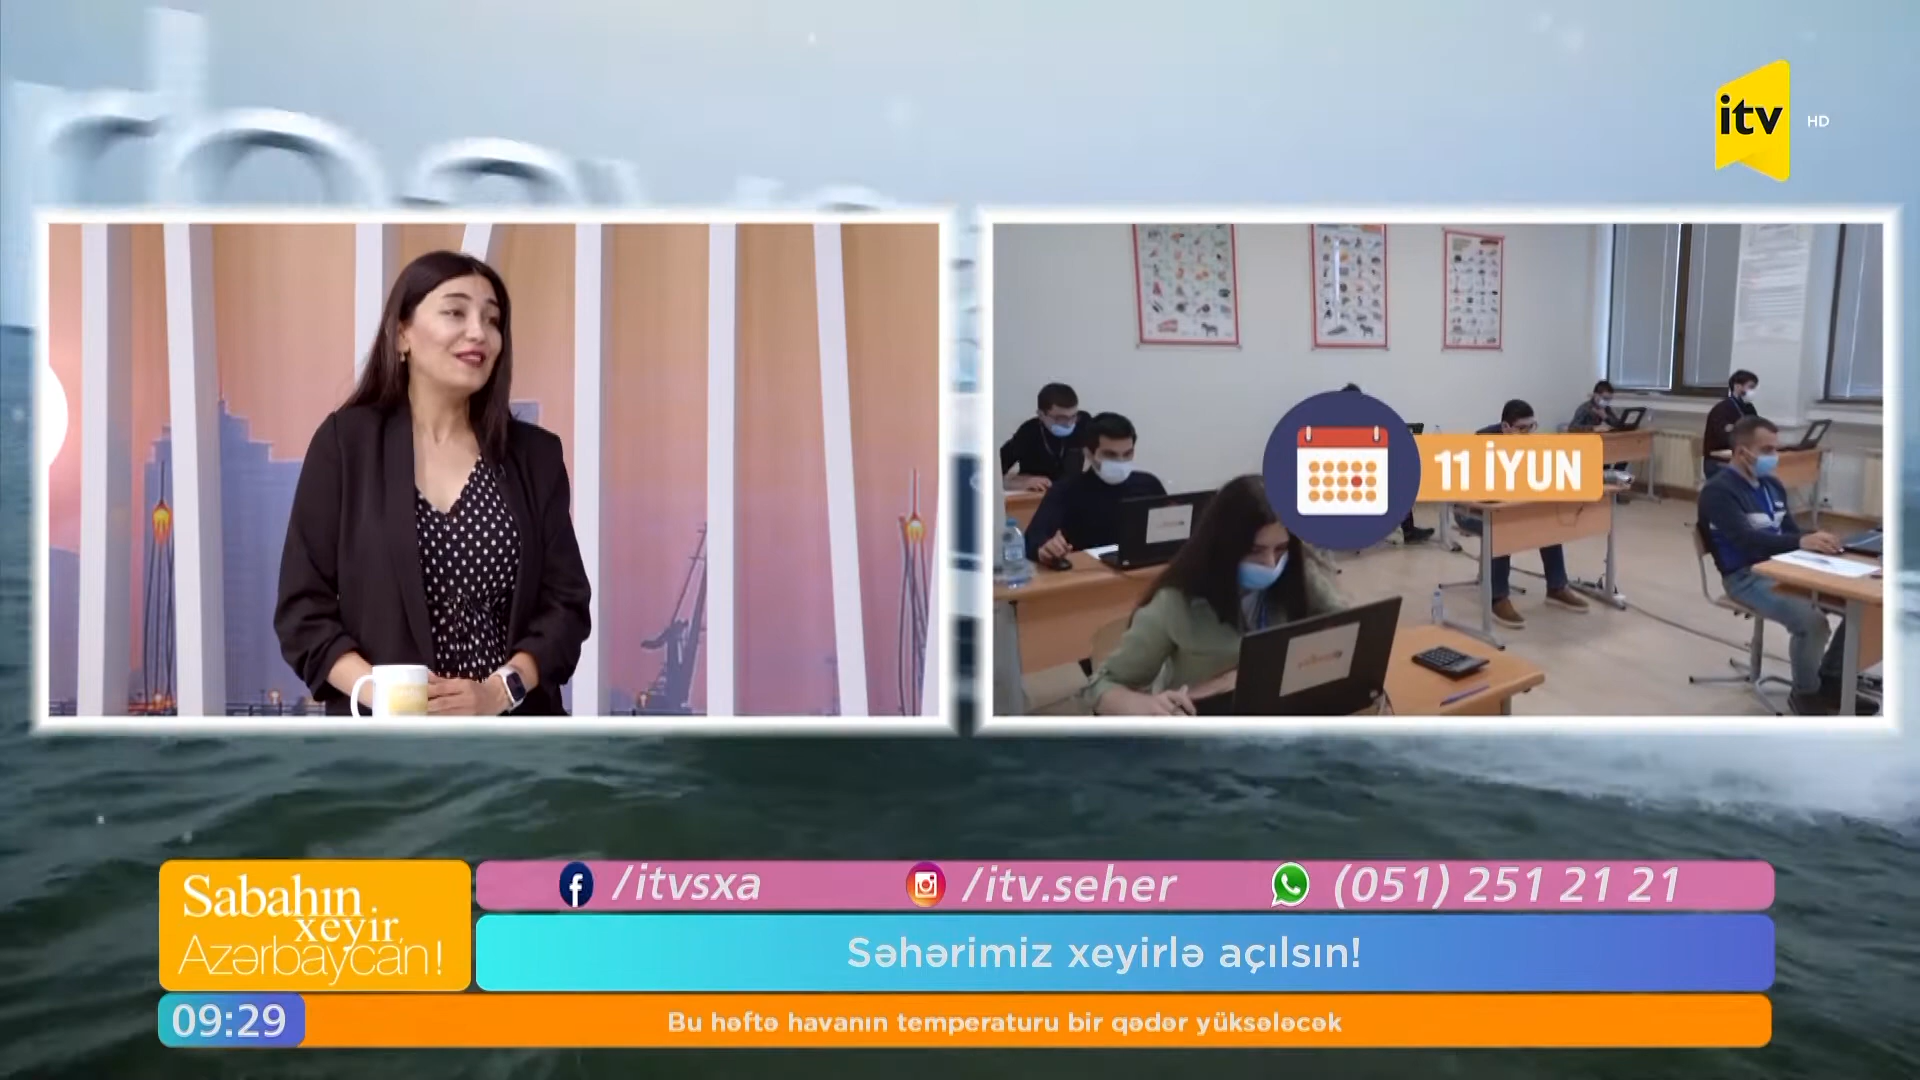 itv HD
11 İYUN
Sabahın
xeyir,
Azərbaycan!
/itvsxa
/itv.seher
(051) 251 21 21
Səhərimiz xeyirlə açılsın!
09:29
Bu həftə havanın temperaturu bir qədər yüksələcək